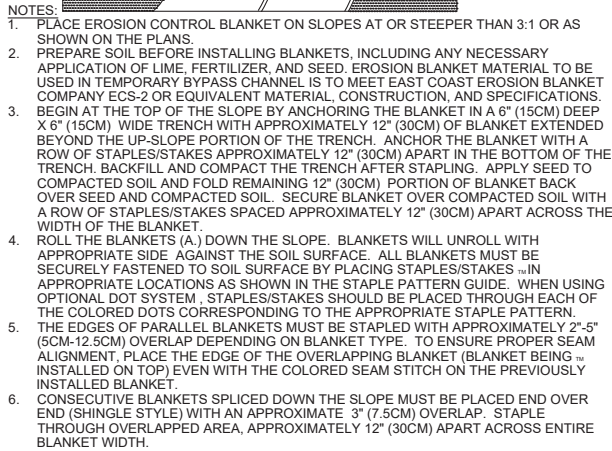 NOTES:
1. PLACE EROSION CONTROL BLANKET ON SLOPES AT OR STEEPER THAN 3:1 OR AS
SHOWN ON THE PLANS.
2. PREPARE SOIL BEFORE INSTALLING BLANKETS, INCLUDING ANY NECESSARY
APPLICATION OF LIME, FERTILIZER, AND SEED. EROSION BLANKET MATERIAL TO BE
USED IN TEMPORARY BYPASS CHANNEL IS TO MEET EAST COAST EROSION BLANKET
COMPANY ECS-2 OR EQUIVALENT MATERIAL, CONSTRUCTION, AND SPECIFICATIONS.
3. BEGIN AT THE TOP OF THE SLOPE BY ANCHORING THE BLANKET IN A 6" (15CM) DEEP
X 6" (15CM) WIDE TRENCH WITH APPROXIMATELY 12" (30CM) OF BLANKET EXTENDED
BEYOND THE UP-SLOPE PORTION OF THE TRENCH. ANCHOR THE BLANKET WITH A
ROW OF STAPLES/STAKES APPROXIMATELY 12" (30CM) APART IN THE BOTTOM OF THE
TRENCH. BACKFILL AND COMPACT THE TRENCH AFTER STAPLING. APPLY SEED TO
COMPACTED SOIL AND FOLD REMAINING 12" (30CM) PORTION OF BLANKET BACK
OVER SEED AND COMPACTED SOIL. SECURE BLANKET OVER COMPACTED SOIL WITH
A ROW OF STAPLES/STAKES SPACED APPROXIMATELY 12" (30CM) APART ACROSS THE
WIDTH OF THE BLANKET.
4. ROLL THE BLANKETS (A.) DOWN THE SLOPE. BLANKETS WILL UNROLL WITH
APPROPRIATE SIDE AGAINST THE SOIL SURFACE. ALL BLANKETS MUST BE
SECURELY FASTENED TO SOIL SURFACE BY PLACING STAPLES/STAKES ™ IN
APPROPRIATE LOCATIONS AS SHOWN IN THE STAPLE PATTERN GUIDE. WHEN USING
OPTIONAL DOT SYSTEM , STAPLES/STAKES SHOULD BE PLACED THROUGH EACH OF
THE COLORED DOTS CORRESPONDING TO THE APPROPRIATE STAPLE PATTERN.
5. THE EDGES OF PARALLEL BLANKETS MUST BE STAPLED WITH APPROXIMATELY 2"-5"
(5CM-12.5CM) OVERLAP DEPENDING ON BLANKET TYPE. TO ENSURE PROPER SEAM
ALIGNMENT, PLACE THE EDGE OF THE OVERLAPPING BLANKET (BLANKET BEING ™
INSTALLED ON TOP) EVEN WITH THE COLORED SEAM STITCH ON THE PREVIOUSLY
INSTALLED BLANKET.
6. CONSECUTIVE BLANKETS SPLICED DOWN THE SLOPE MUST BE PLACED END OVER
END (SHINGLE STYLE) WITH AN APPROXIMATE 3" (7.5CM) OVERLAP. STAPLE
THROUGH OVERLAPPED AREA, APPROXIMATELY 12" (30CM) APART ACROSS ENTIRE
BLANKET WIDTH.